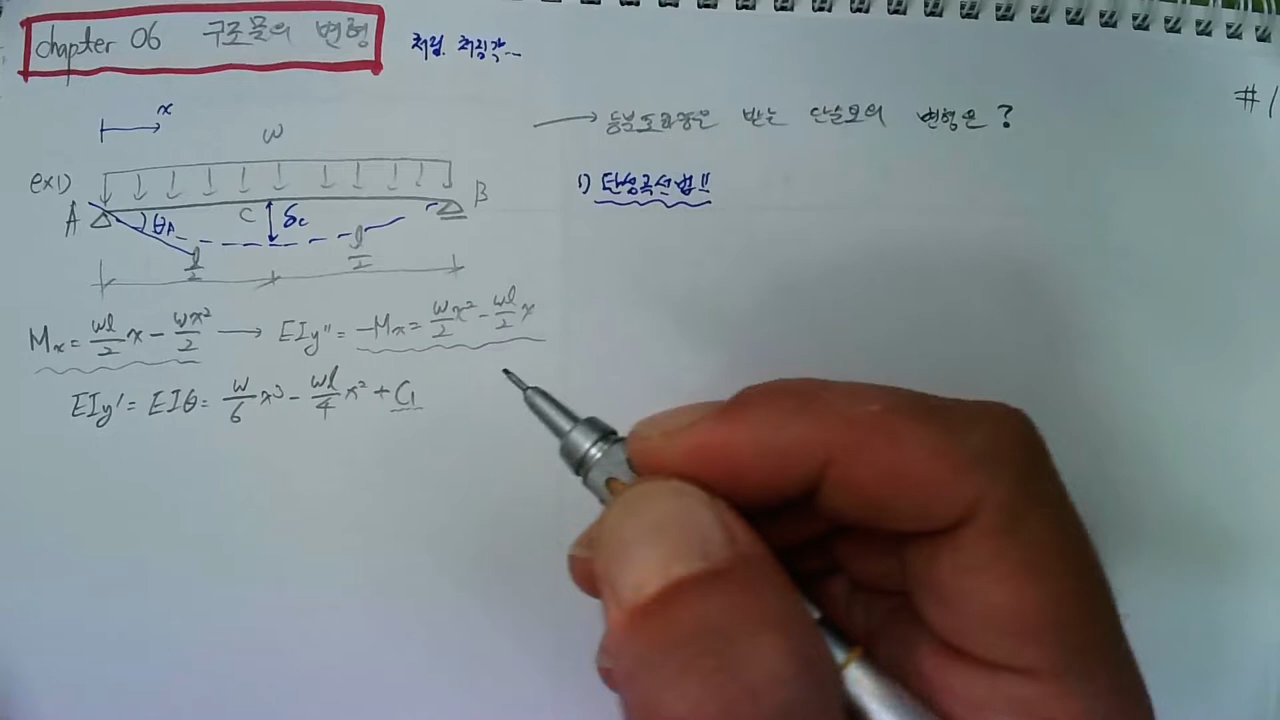 chapter 06 구조물의 변형
처짐, 처짐각...
#1
x
→ 등분포하중을 받는 단순보의 변형은?
w
ex1)
1) 탄성곡선법!!
A θA C δc B
l/2 l/2
Mx = wl/2 x - wx²/2 → EIy'' = -Mx = wx²/2 - wl/2 x
EIy' = EIθ = w/6 x³ - wl/4 x² + C₁